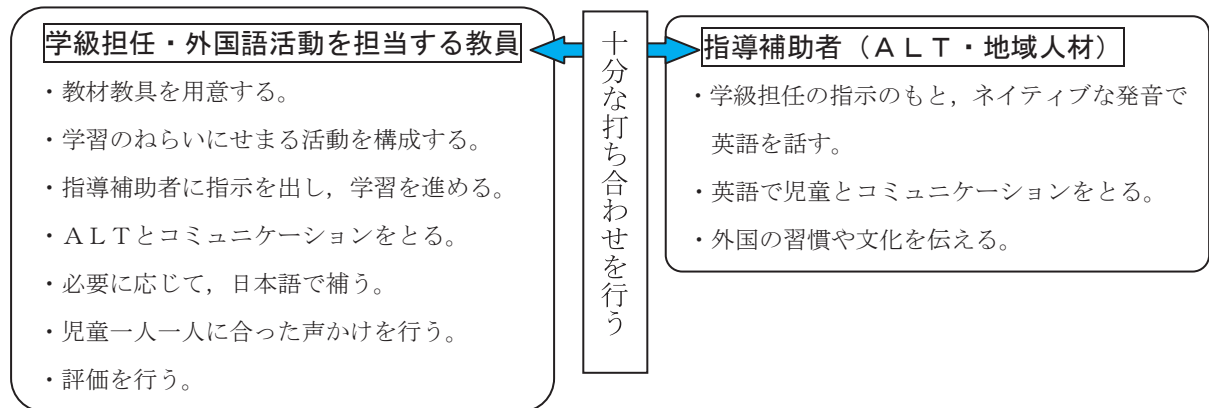 学級担任・外国語活動を担当する教員
・教材教具を用意する。
・学習のねらいにせまる活動を構成する。
・指導補助者に指示を出し，学習を進める。
・ＡＬＴとコミュニケーションをとる。
・必要に応じて，日本語で補う。
・児童一人一人に合った声かけを行う。
・評価を行う。
十分な打ち合わせを行う
指導補助者（ＡＬＴ・地域人材）
・学級担任の指示のもと，ネイティブな発音で
英語を話す。
・英語で児童とコミュニケーションをとる。
・外国の習慣や文化を伝える。